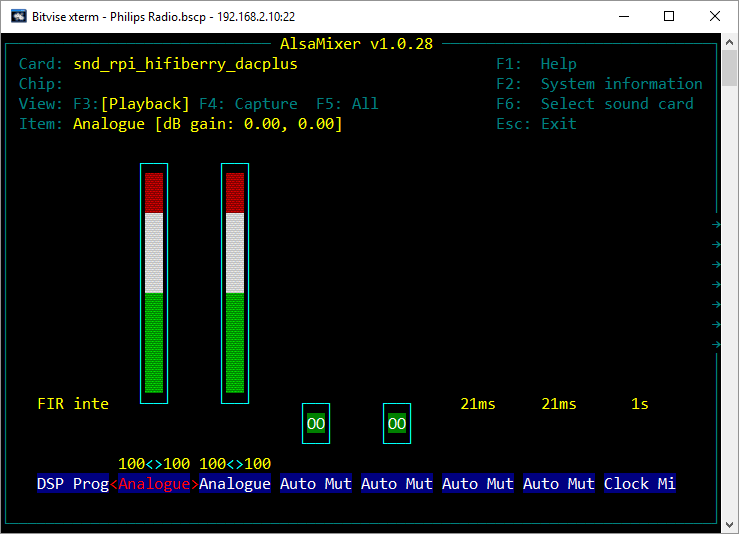 Bitvise xterm - Philips Radio.bscp - 192.168.2.10:22
AlsaMixer v1.0.28
Card: snd_rpi_hifiberry_dacplus F1: Help
Chip: F2: System information
View: F3:[Playback] F4: Capture F5: All F6: Select sound card
Item: Analogue [dB gain: 0.00, 0.00] Esc: Exit
FIR inte 21ms 21ms 1s
OO OO
100<>100 100<>100
DSP Prog<Analogue>Analogue Auto Mut Auto Mut Auto Mut Auto Mut Clock Mi